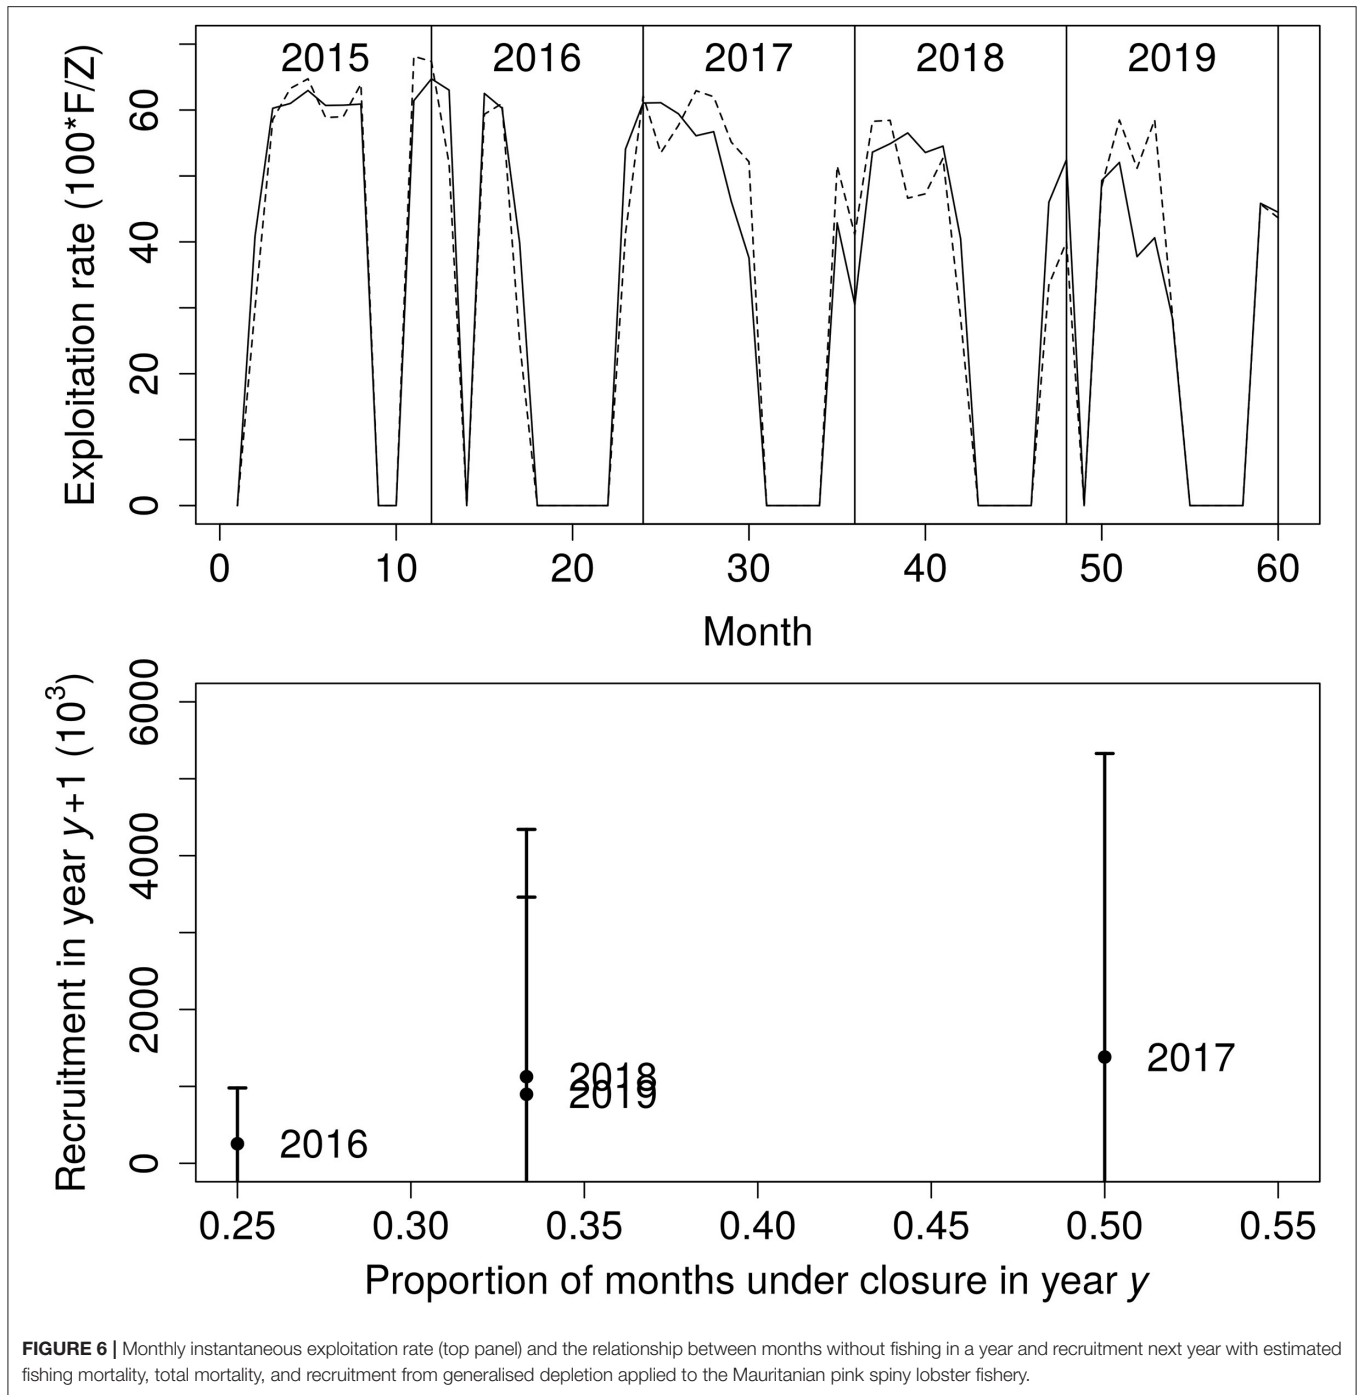 2015 2016 2017 2018 2019
Exploitation rate (100*F/Z)
60
40
20
0
0 10 20 30 40 50 60
Month
Recruitment in year y+1 (10³)
6000
4000
2000
0
2017
2018
2019
2016
0.25 0.30 0.35 0.40 0.45 0.50 0.55
Proportion of months under closure in year y
FIGURE 6 | Monthly instantaneous exploitation rate (top panel) and the relationship between months without fishing in a year and recruitment next year with estimated
fishing mortality, total mortality, and recruitment from generalised depletion applied to the Mauritanian pink spiny lobster fishery.